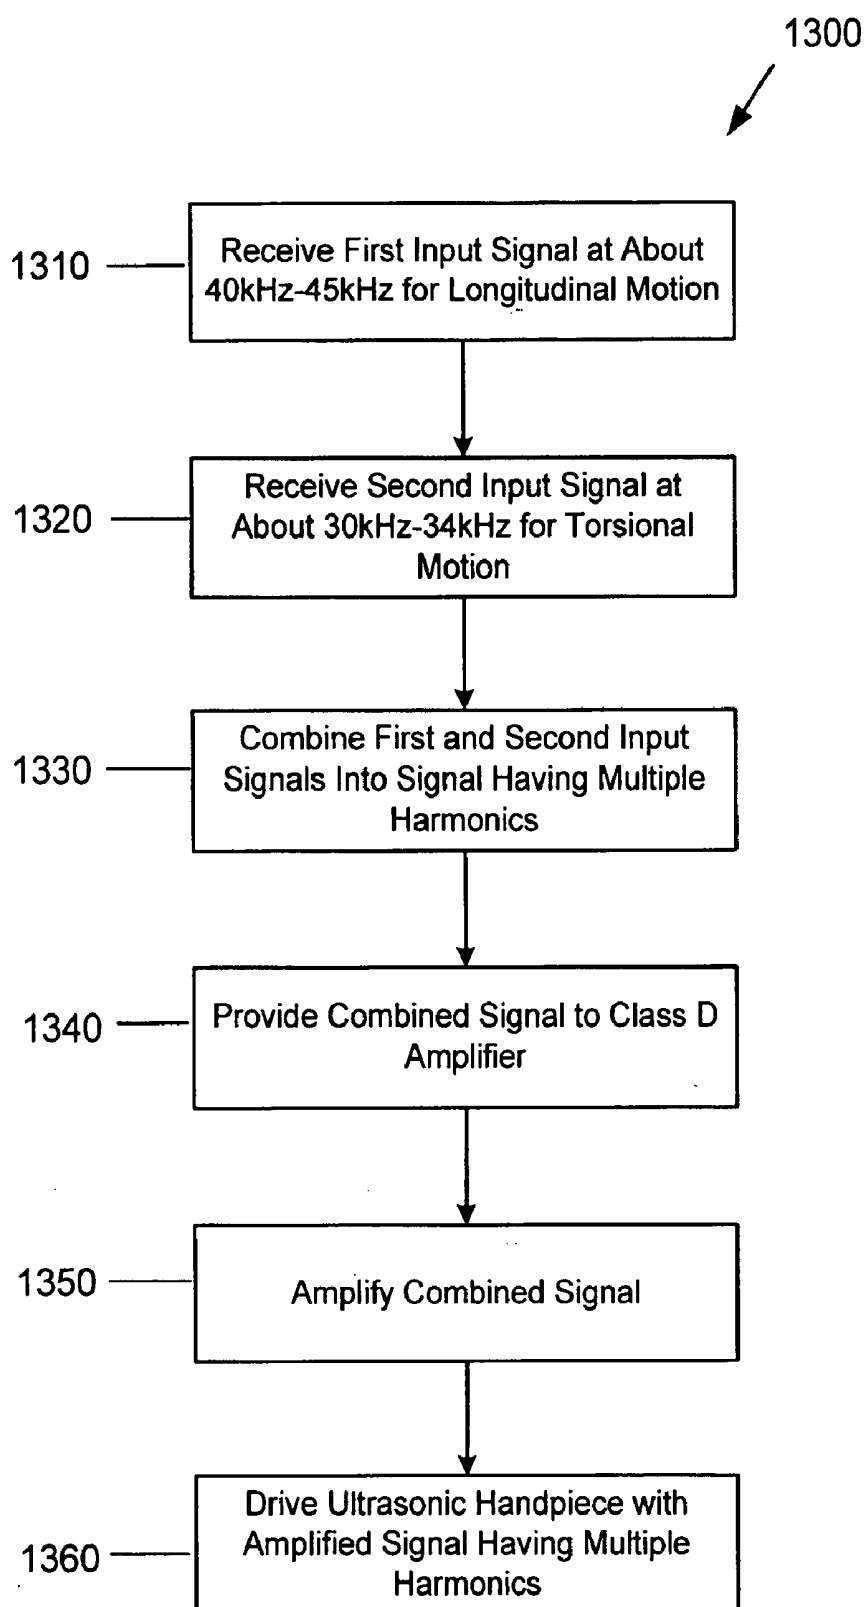 1300
1310
Receive First Input Signal at About
40kHz-45kHz for Longitudinal Motion
1320
Receive Second Input Signal at
About 30kHz-34kHz for Torsional
Motion
1330
Combine First and Second Input
Signals Into Signal Having Multiple
Harmonics
1340
Provide Combined Signal to Class D
Amplifier
1350
Amplify Combined Signal
1360
Drive Ultrasonic Handpiece with
Amplified Signal Having Multiple
Harmonics